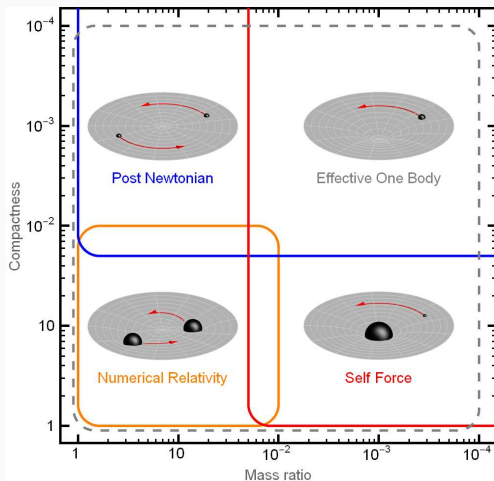 10⁻⁴
10⁻³
10⁻²
10
1
Compactness
Post Newtonian
Effective One Body
Numerical Relativity
Self Force
1
10
10⁻²
10⁻³
10⁻⁴
Mass ratio